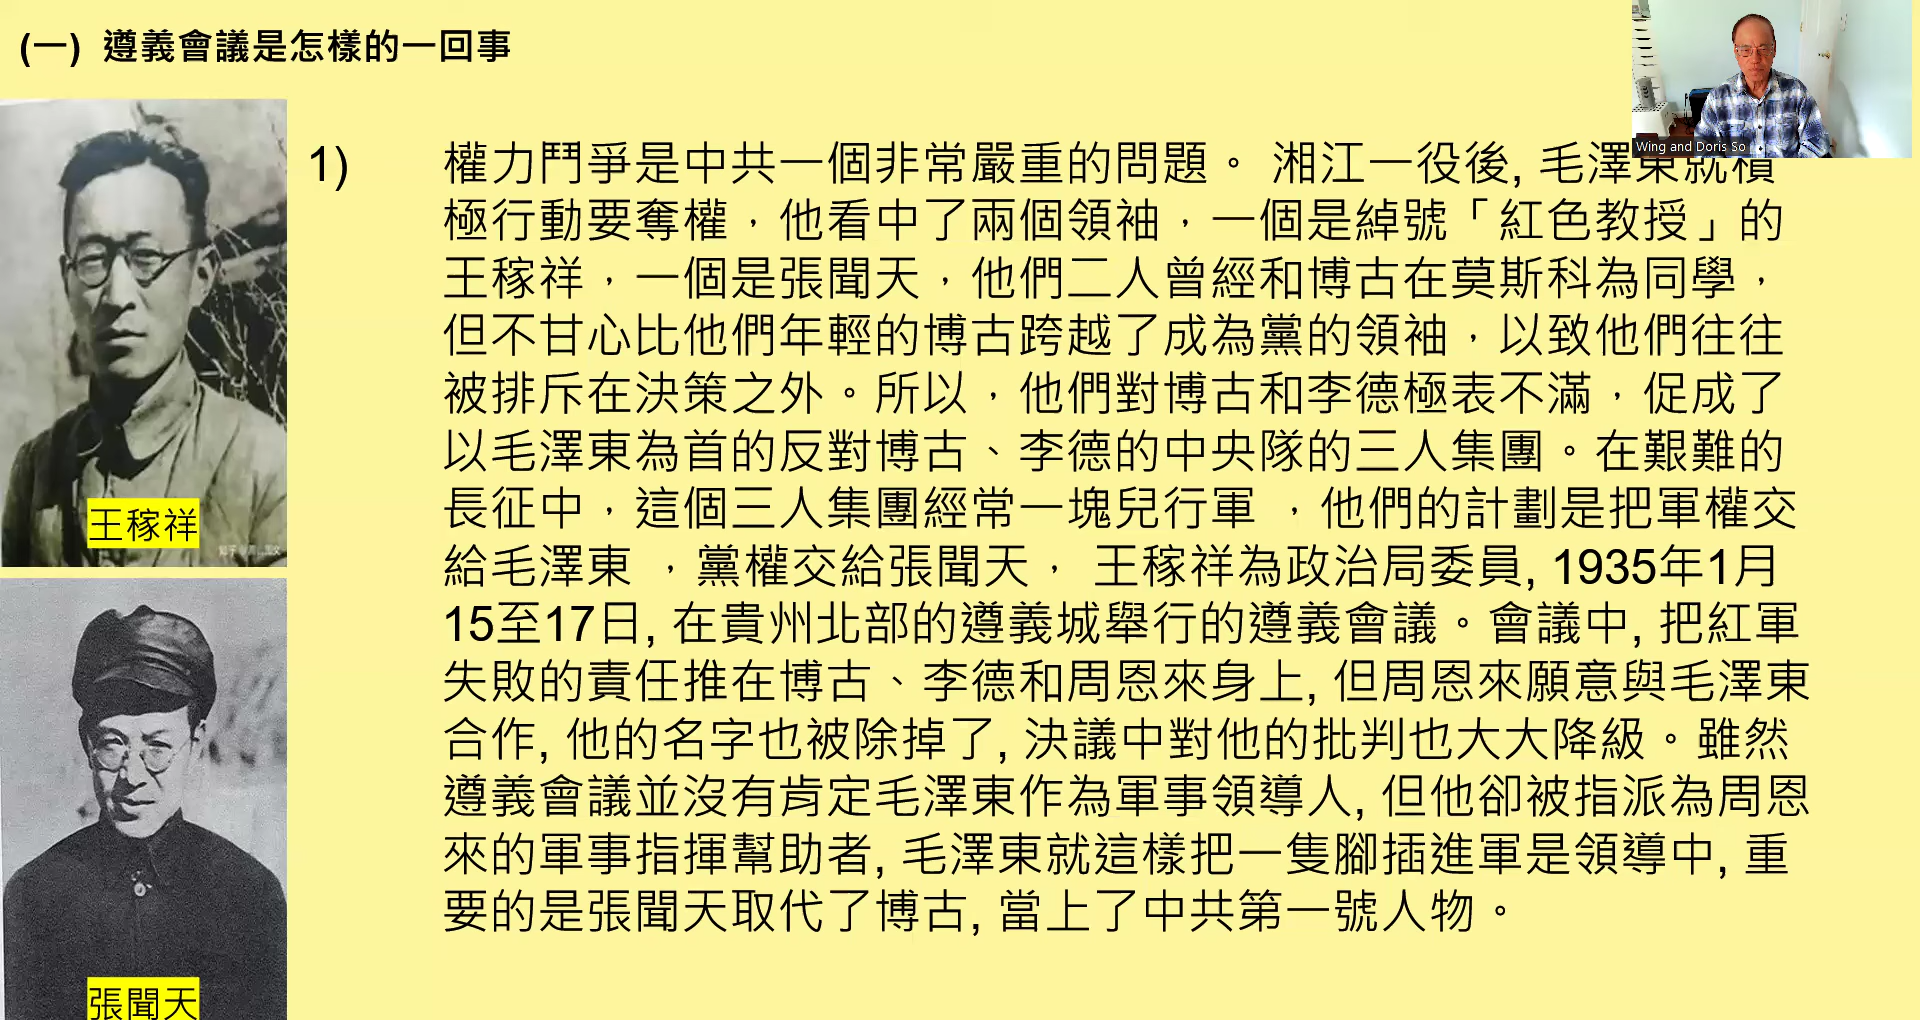 (一) 遵義會議是怎樣的一回事
Wing and Doris So
1)
權力鬥爭是中共一個非常嚴重的問題。 湘江一役後, 毛澤東就積
極行動要奪權，他看中了兩個領袖，一個是綽號「紅色教授」的
王稼祥，一個是張聞天，他們二人曾經和博古在莫斯科為同學，
但不甘心比他們年輕的博古跨越了成為黨的領袖，以致他們往往
被排斥在決策之外。所以，他們對博古和李德極表不滿，促成了
以毛澤東為首的反對博古、李德的中央隊的三人集團。在艱難的
長征中，這個三人集團經常一塊兒行軍 ，他們的計劃是把軍權交
給毛澤東 ，黨權交給張聞天， 王稼祥為政治局委員, 1935年1月
15至17日, 在貴州北部的遵義城舉行的遵義會議。會議中, 把紅軍
失敗的責任推在博古、李德和周恩來身上, 但周恩來願意與毛澤東
合作, 他的名字也被除掉了, 決議中對他的批判也大大降級。雖然
遵義會議並沒有肯定毛澤東作為軍事領導人, 但他卻被指派為周恩
來的軍事指揮幫助者, 毛澤東就這樣把一隻腳插進軍是領導中, 重
要的是張聞天取代了博古, 當上了中共第一號人物。
王稼祥
張聞天